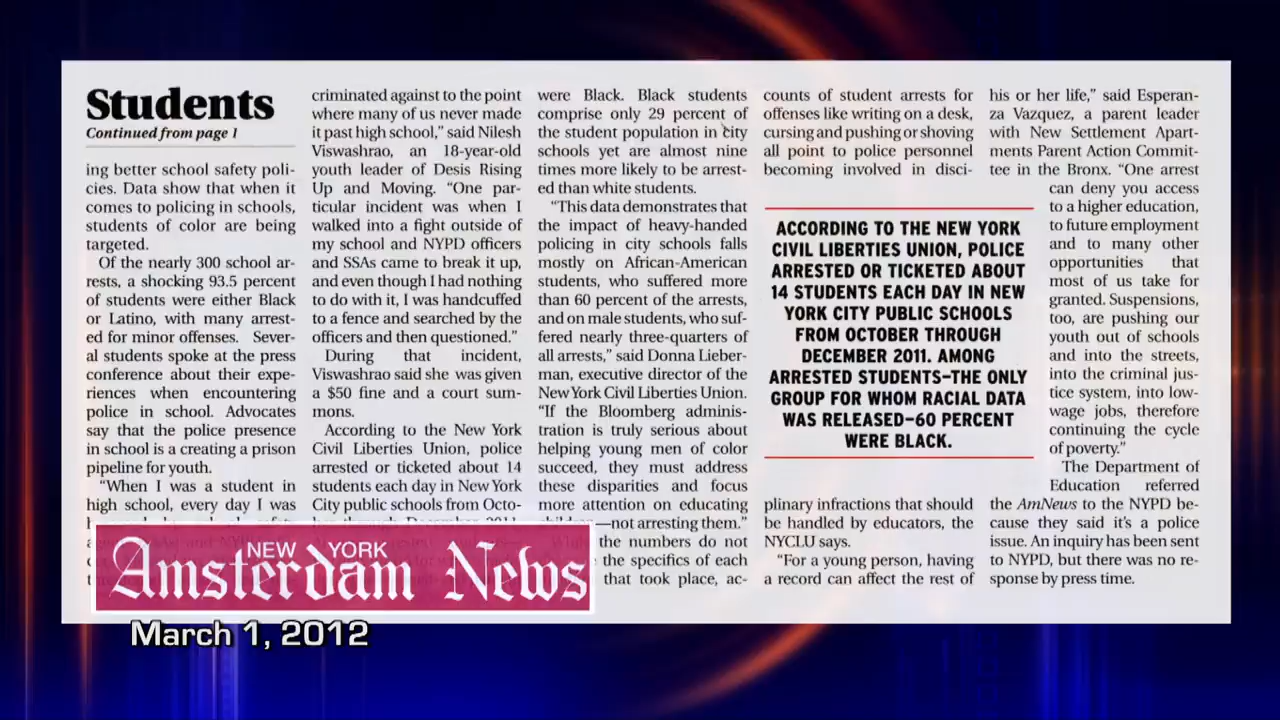 Students
Continued from page 1
ing better school safety poli-
cies. Data show that when it
comes to policing in schools,
students of color are being
targeted.
Of the nearly 300 school ar-
rests, a shocking 93.5 percent
of students were either Black
or Latino, with many arrest-
ed for minor offenses. Sever-
al students spoke at the press
conference about their expe-
riences when encountering
police in school. Advocates
say that the police presence
in school is a creating a prison
pipeline for youth.
"When I was a student in
high school, every day I was
criminated against to the point
where many of us never made
it past high school," said Nilesh
Viswashrao, an 18-year-old
youth leader of Desis Rising
Up and Moving. "One par-
ticular incident was when I
walked into a fight outside of
my school and NYPD officers
and SSAs came to break it up,
and even though I had nothing
to do with it, I was handcuffed
to a fence and searched by the
officers and then questioned."
During that incident,
Viswashrao said she was given
a $50 fine and a court sum-
mons.
According to the New York
Civil Liberties Union, police
arrested or ticketed about 14
students each day in New York
City public schools from Octo-
were Black. Black students
comprise only 29 percent of
the student population in city
schools yet are almost nine
times more likely to be arrest-
ed than white students.
"This data demonstrates that
the impact of heavy-handed
policing in city schools falls
mostly on African-American
students, who suffered more
than 60 percent of the arrests,
and on male students, who suf-
fered nearly three-quarters of
all arrests," said Donna Lieber-
man, executive director of the
New York Civil Liberties Union.
"If the Bloomberg adminis-
tration is truly serious about
helping young men of color
succeed, they must address
these disparities and focus
more attention on educating
—not arresting them."
the numbers do not
the specifics of each
that took place, ac-
counts of student arrests for
offenses like writing on a desk,
cursing and pushing or shoving
all point to police personnel
becoming involved in disci-
ACCORDING TO THE NEW YORK
CIVIL LIBERTIES UNION, POLICE
ARRESTED OR TICKETED ABOUT
14 STUDENTS EACH DAY IN NEW
YORK CITY PUBLIC SCHOOLS
FROM OCTOBER THROUGH
DECEMBER 2011. AMONG
ARRESTED STUDENTS–THE ONLY
GROUP FOR WHOM RACIAL DATA
WAS RELEASED–60 PERCENT
WERE BLACK.
plinary infractions that should
be handled by educators, the
NYCLU says.
"For a young person, having
a record can affect the rest of
his or her life," said Esperan-
za Vazquez, a parent leader
with New Settlement Apart-
ments Parent Action Commit-
tee in the Bronx. "One arrest
can deny you access
to a higher education,
to future employment
and to many other
opportunities that
most of us take for
granted. Suspensions,
too, are pushing our
youth out of schools
and into the streets,
into the criminal jus-
tice system, into low-
wage jobs, therefore
continuing the cycle
of poverty."
The Department of
Education referred
the AmNews to the NYPD be-
cause they said it's a police
issue. An inquiry has been sent
to NYPD, but there was no re-
sponse by press time.
NEW YORK
Amsterdam News
March 1, 2012